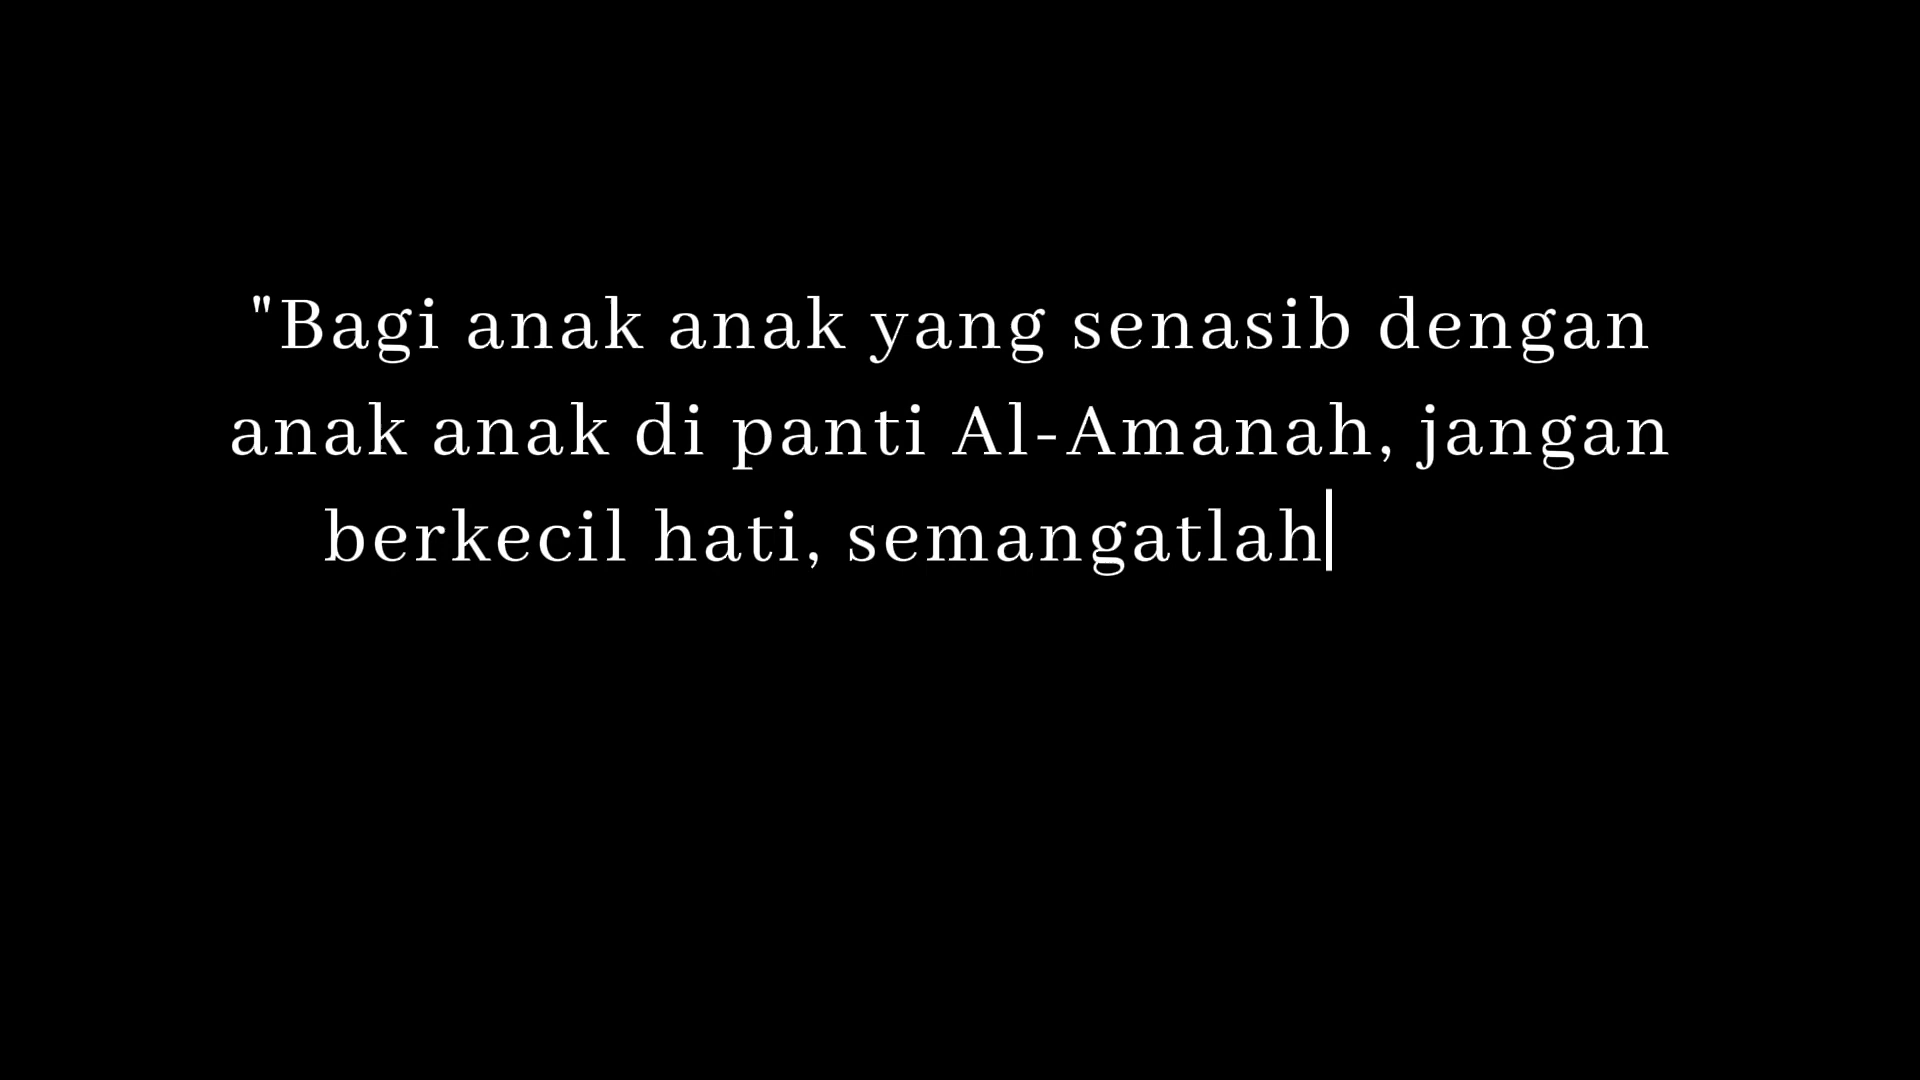 "Bagi anak anak yang senasib dengan
anak anak di panti Al-Amanah, jangan
berkecil hati, semangatlah